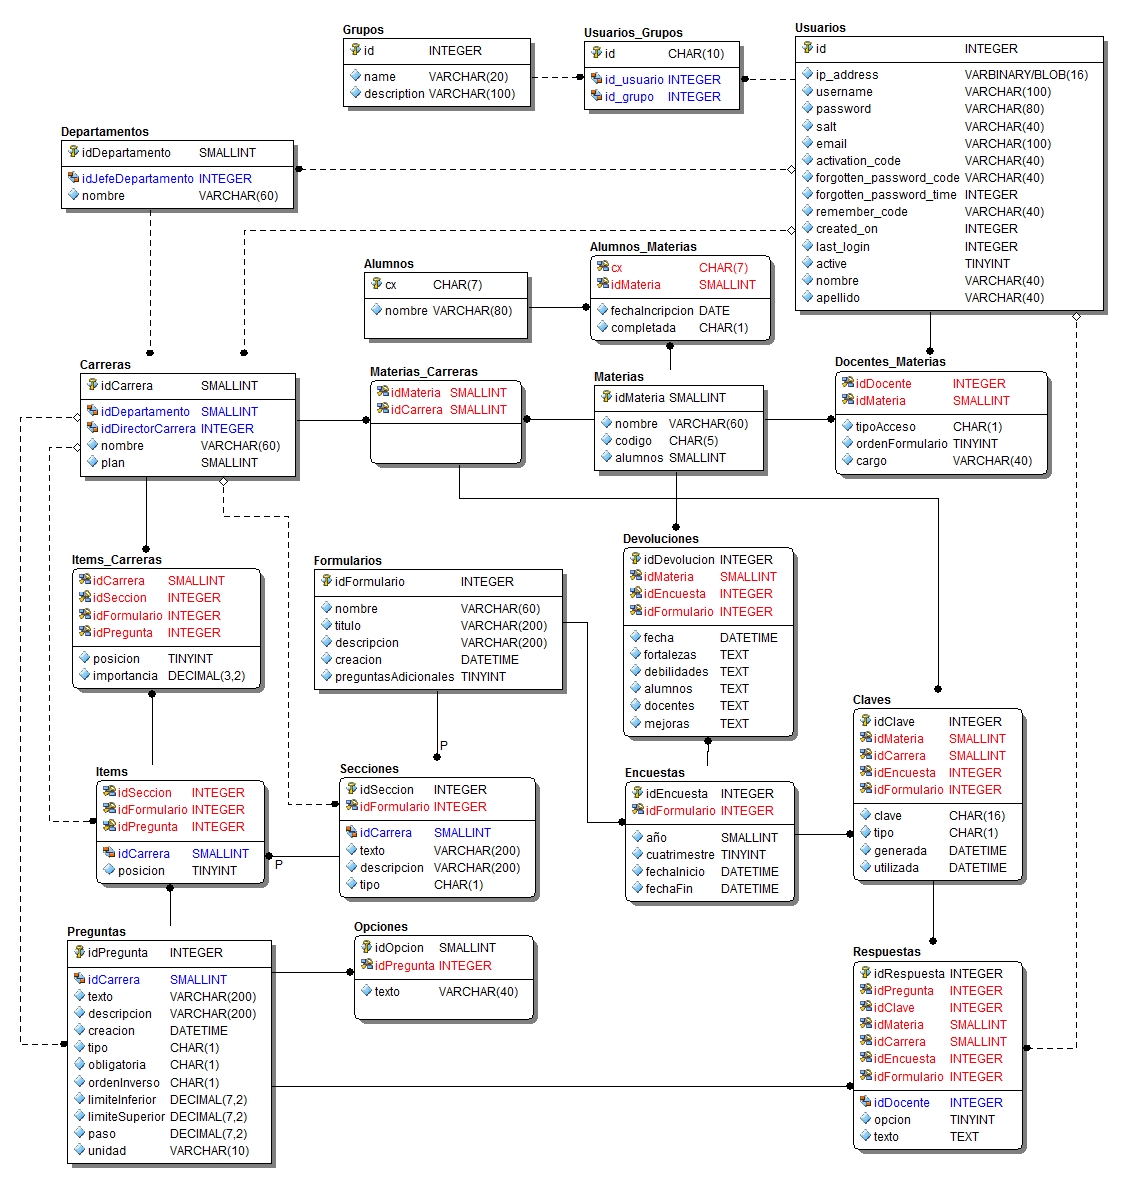 Grupos
id INTEGER
name VARCHAR(20)
description VARCHAR(100)
Usuarios_Grupos
id CHAR(10)
id_usuario INTEGER
id_grupo INTEGER
Usuarios
id INTEGER
ip_address VARBINARY/BLOB(16)
username VARCHAR(100)
password VARCHAR(80)
salt VARCHAR(40)
email VARCHAR(100)
activation_code VARCHAR(40)
forgotten_password_code VARCHAR(40)
forgotten_password_time INTEGER
remember_code VARCHAR(40)
created_on INTEGER
last_login INTEGER
active TINYINT
nombre VARCHAR(40)
apellido VARCHAR(40)
Departamentos
idDepartamento SMALLINT
idJefeDepartamento INTEGER
nombre VARCHAR(60)
Alumnos
cx CHAR(7)
nombre VARCHAR(80)
Alumnos_Materias
cx CHAR(7)
idMateria SMALLINT
fechaIncripcion DATE
completada CHAR(1)
Carreras
idCarrera SMALLINT
idDepartamento SMALLINT
idDirectorCarrera INTEGER
nombre VARCHAR(60)
plan SMALLINT
Materias_Carreras
idMateria SMALLINT
idCarrera SMALLINT
Materias
idMateria SMALLINT
nombre VARCHAR(60)
codigo CHAR(5)
alumnos SMALLINT
Docentes_Materias
idDocente INTEGER
idMateria SMALLINT
tipoAcceso CHAR(1)
ordenFormulario TINYINT
cargo VARCHAR(40)
Items_Carreras
idCarrera SMALLINT
idSeccion INTEGER
idFormulario INTEGER
idPregunta INTEGER
posicion TINYINT
importancia DECIMAL(3,2)
Formularios
idFormulario INTEGER
nombre VARCHAR(60)
titulo VARCHAR(200)
descripcion VARCHAR(200)
creacion DATETIME
preguntasAdicionales TINYINT
P
Devoluciones
idDevolucion INTEGER
idMateria SMALLINT
idEncuesta INTEGER
idFormulario INTEGER
fecha DATETIME
fortalezas TEXT
debilidades TEXT
alumnos TEXT
docentes TEXT
mejoras TEXT
Claves
idClave INTEGER
idMateria SMALLINT
idCarrera SMALLINT
idEncuesta INTEGER
idFormulario INTEGER
clave CHAR(16)
tipo CHAR(1)
generada DATETIME
utilizada DATETIME
Items
idSeccion INTEGER
idFormulario INTEGER
idPregunta INTEGER
idCarrera SMALLINT
posicion TINYINT
P
Secciones
idSeccion INTEGER
idFormulario INTEGER
idCarrera SMALLINT
texto VARCHAR(200)
descripcion VARCHAR(200)
tipo CHAR(1)
Encuestas
idEncuesta INTEGER
idFormulario INTEGER
año SMALLINT
cuatrimestre TINYINT
fechaInicio DATETIME
fechaFin DATETIME
Preguntas
idPregunta INTEGER
idCarrera SMALLINT
texto VARCHAR(200)
descripcion VARCHAR(200)
creacion DATETIME
tipo CHAR(1)
obligatoria CHAR(1)
ordenInverso CHAR(1)
limiteInferior DECIMAL(7,2)
limiteSuperior DECIMAL(7,2)
paso DECIMAL(7,2)
unidad VARCHAR(10)
Opciones
idOpcion SMALLINT
idPregunta INTEGER
texto VARCHAR(40)
Respuestas
idRespuesta INTEGER
idPregunta INTEGER
idClave INTEGER
idMateria SMALLINT
idCarrera SMALLINT
idEncuesta INTEGER
idFormulario INTEGER
idDocente INTEGER
opcion TINYINT
texto TEXT